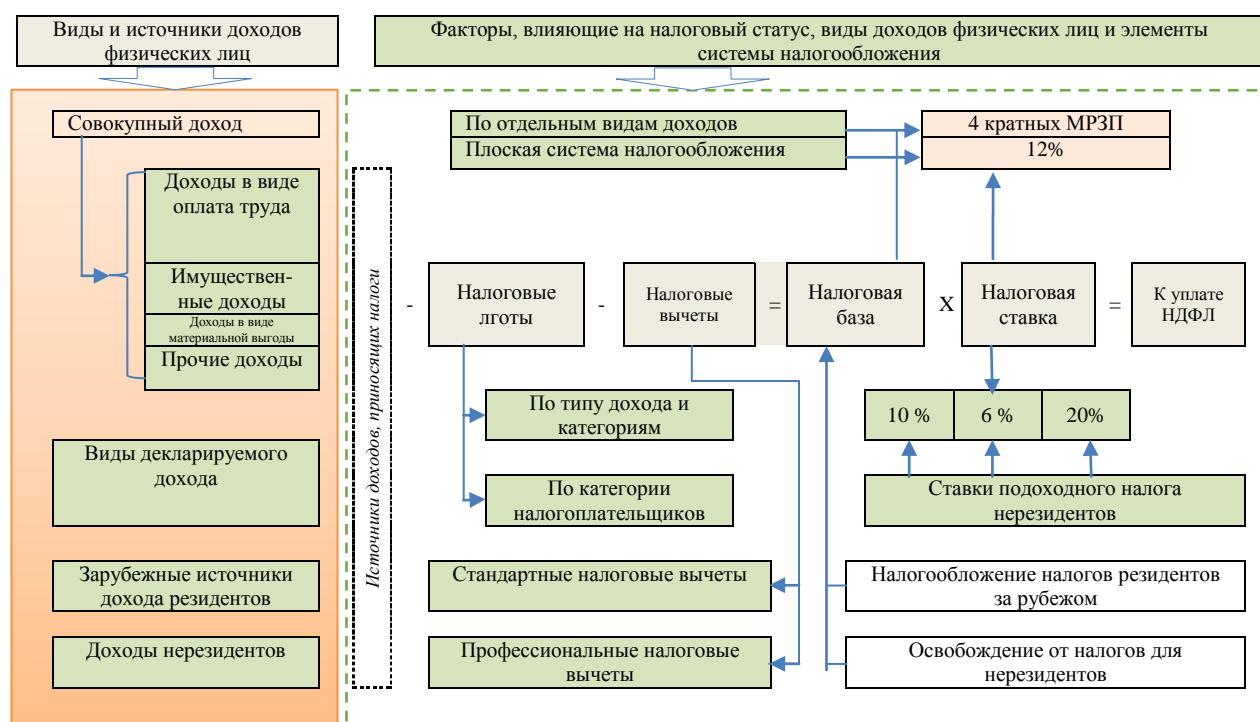 Виды и источники доходов
физических лиц
Факторы, влияющие на налоговый статус, виды доходов физических лиц и элементы
системы налогообложения
Совокупный доход
Доходы в виде
оплата труда
Имуществен-
ные доходы
Доходы в виде
материальной выгоды
Прочие доходы
Виды декларируемого
дохода
Зарубежные источники
дохода резидентов
Доходы нерезидентов
Источники доходов, приносящих налоги
По отдельным видам доходов
4 кратных МРЗП
Плоская система налогообложения
12%
-
Налоговые
лготы
-
Налоговые
вычеты
=
Налоговая
база
X
Налоговая
ставка
=
К уплате
НДФЛ
По типу дохода и
категориям
По категории
налогоплательщиков
10 %
6 %
20%
Ставки подоходного налога
нерезидентов
Стандартные налоговые вычеты
Профессиональные налоговые
вычеты
Налогообложение налогов резидентов
за рубежом
Освобождение от налогов для
нерезидентов